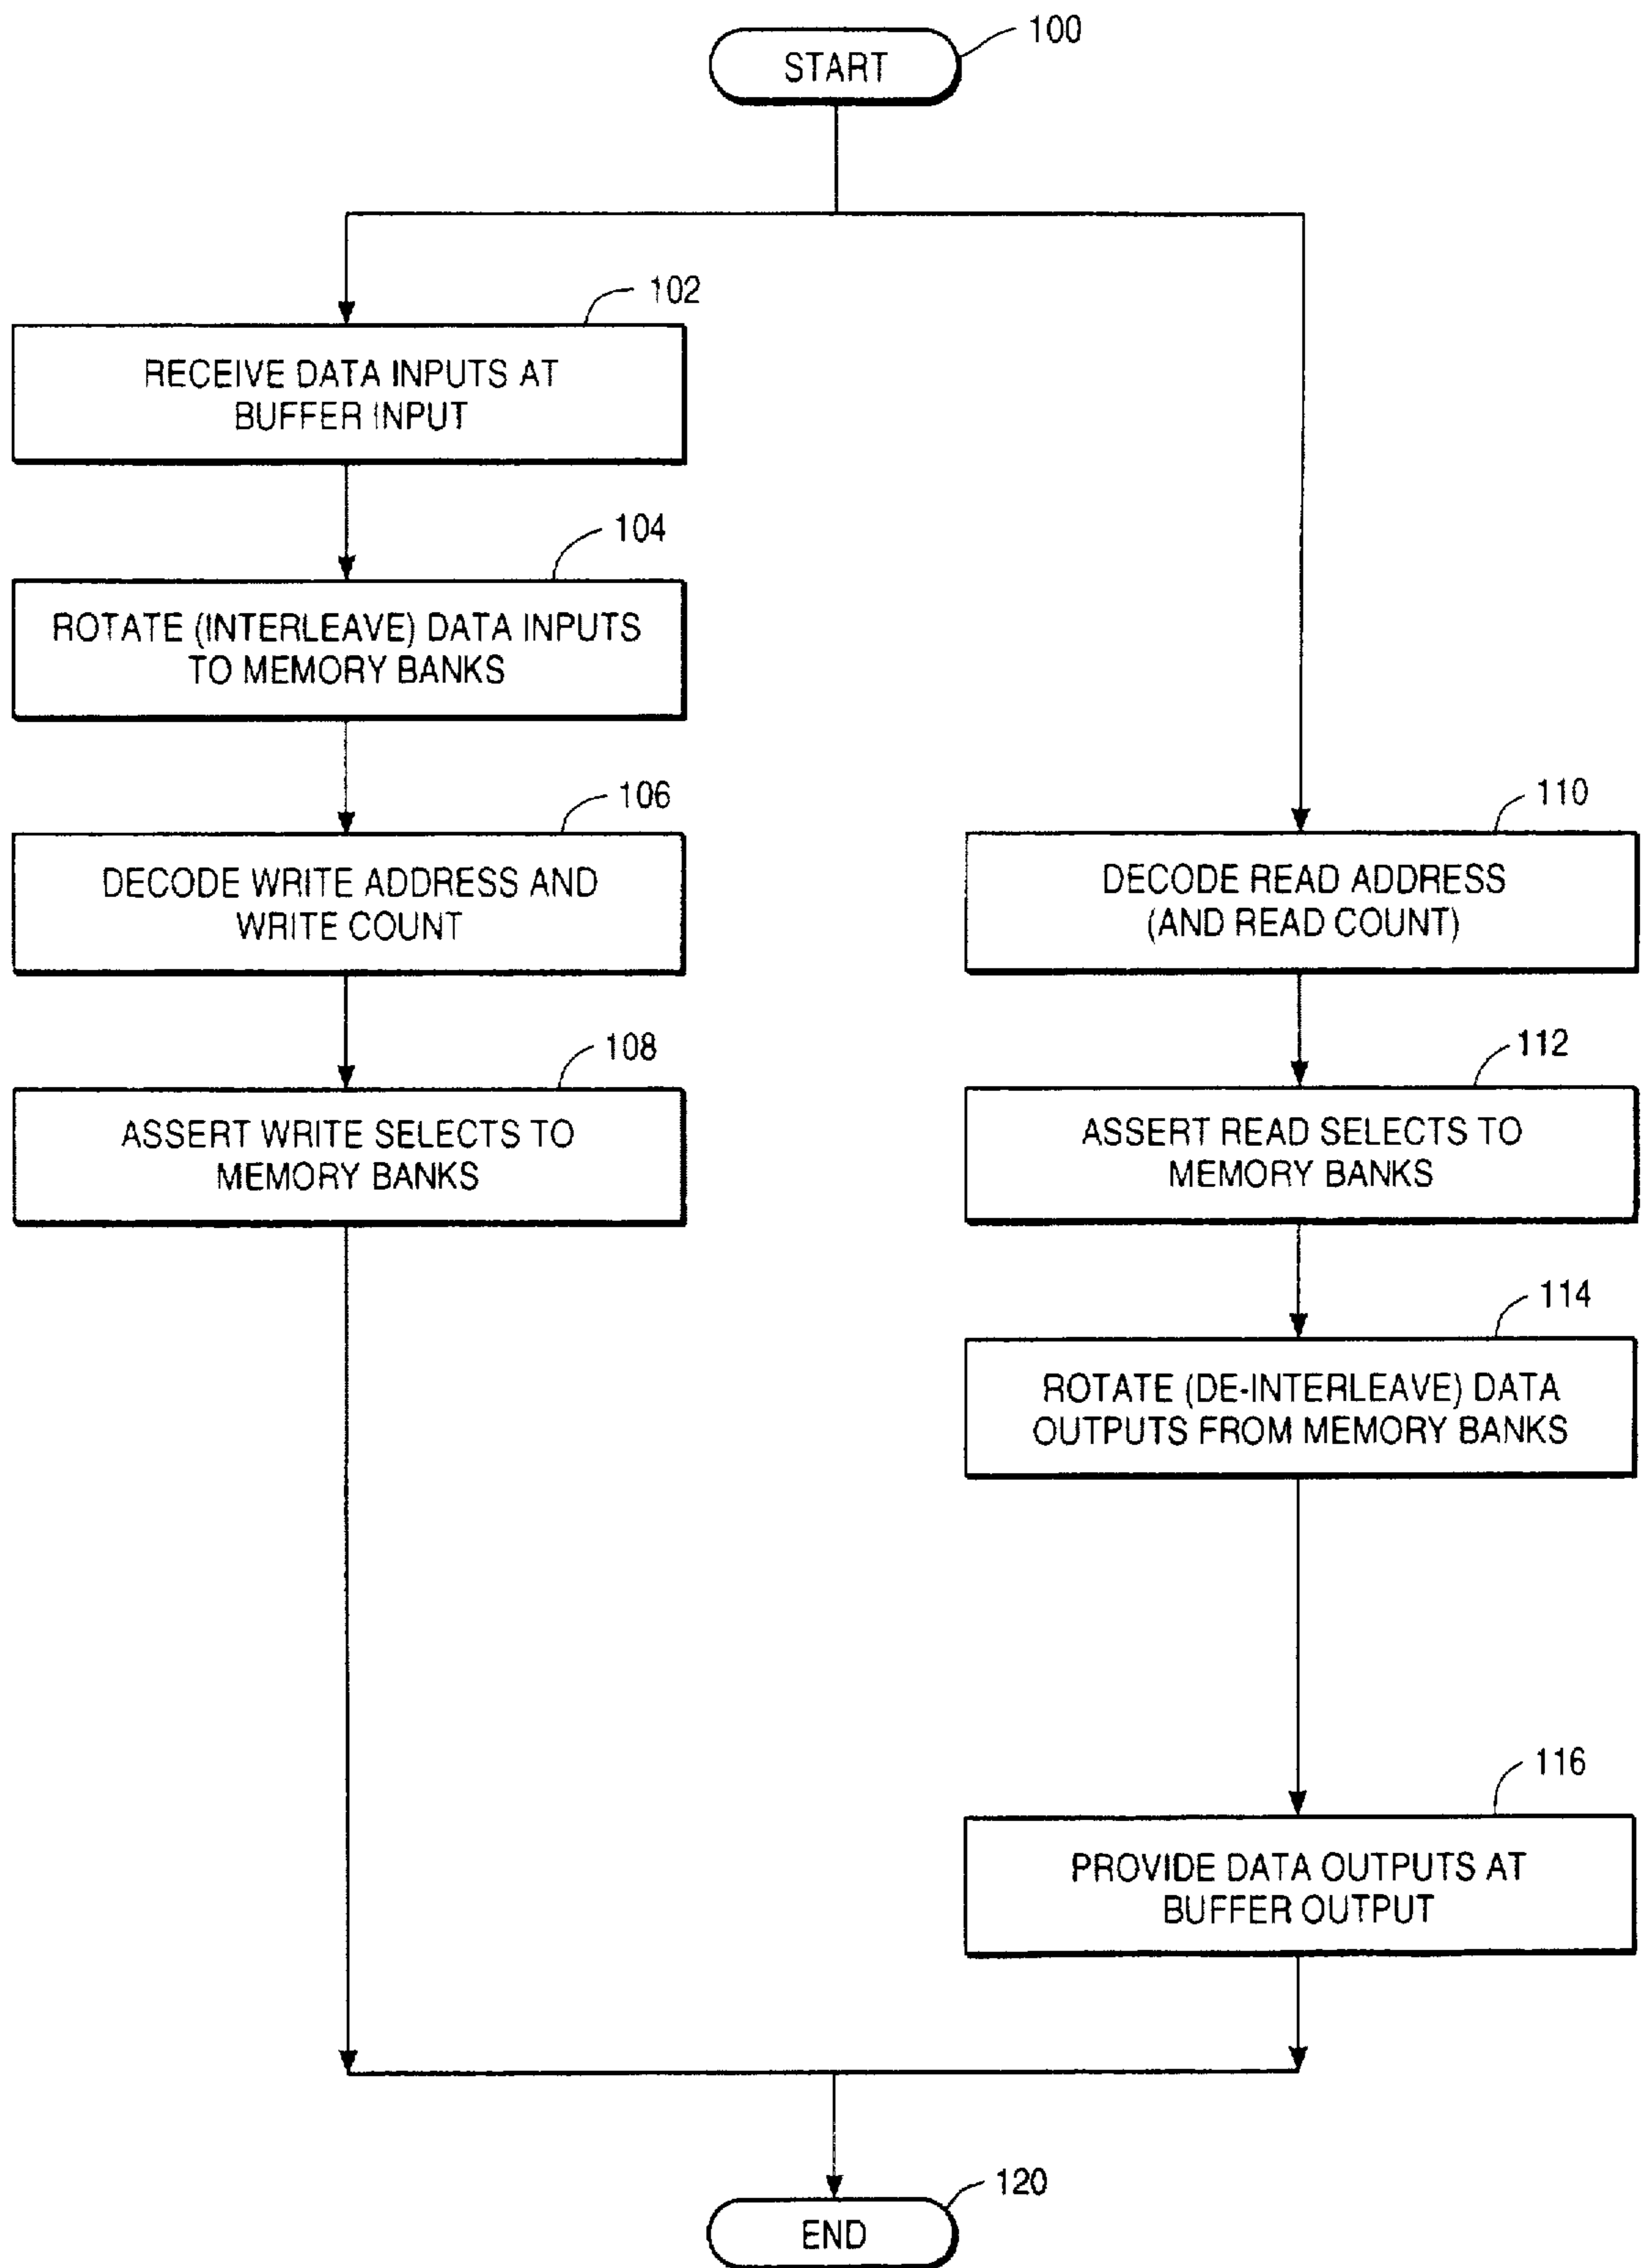 START
100
102
RECEIVE DATA INPUTS AT
BUFFER INPUT
104
ROTATE (INTERLEAVE) DATA INPUTS
TO MEMORY BANKS
106
DECODE WRITE ADDRESS AND
WRITE COUNT
108
ASSERT WRITE SELECTS TO
MEMORY BANKS
110
DECODE READ ADDRESS
(AND READ COUNT)
112
ASSERT READ SELECTS TO
MEMORY BANKS
114
ROTATE (DE-INTERLEAVE) DATA
OUTPUTS FROM MEMORY BANKS
116
PROVIDE DATA OUTPUTS AT
BUFFER OUTPUT
120
END